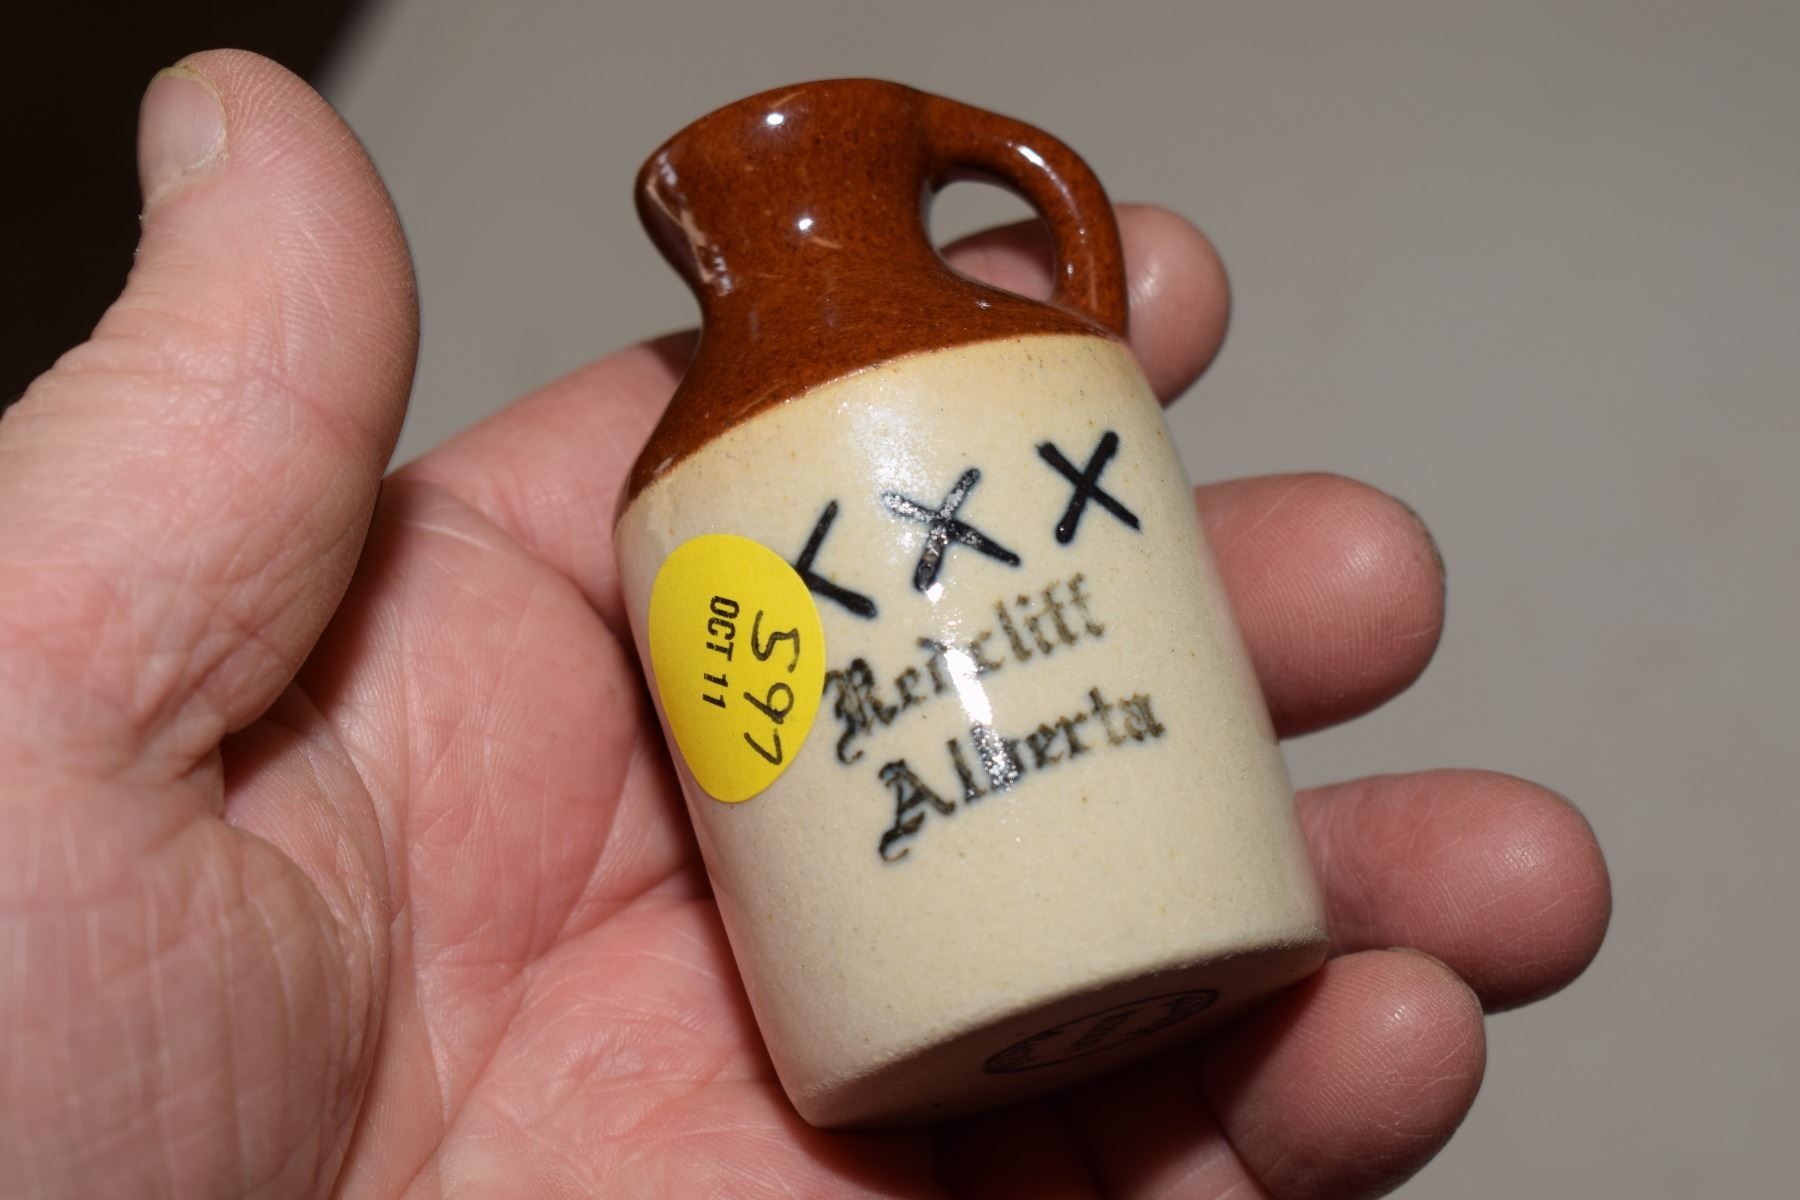 XXX
Redcliff
Alberta
597
OCT 11